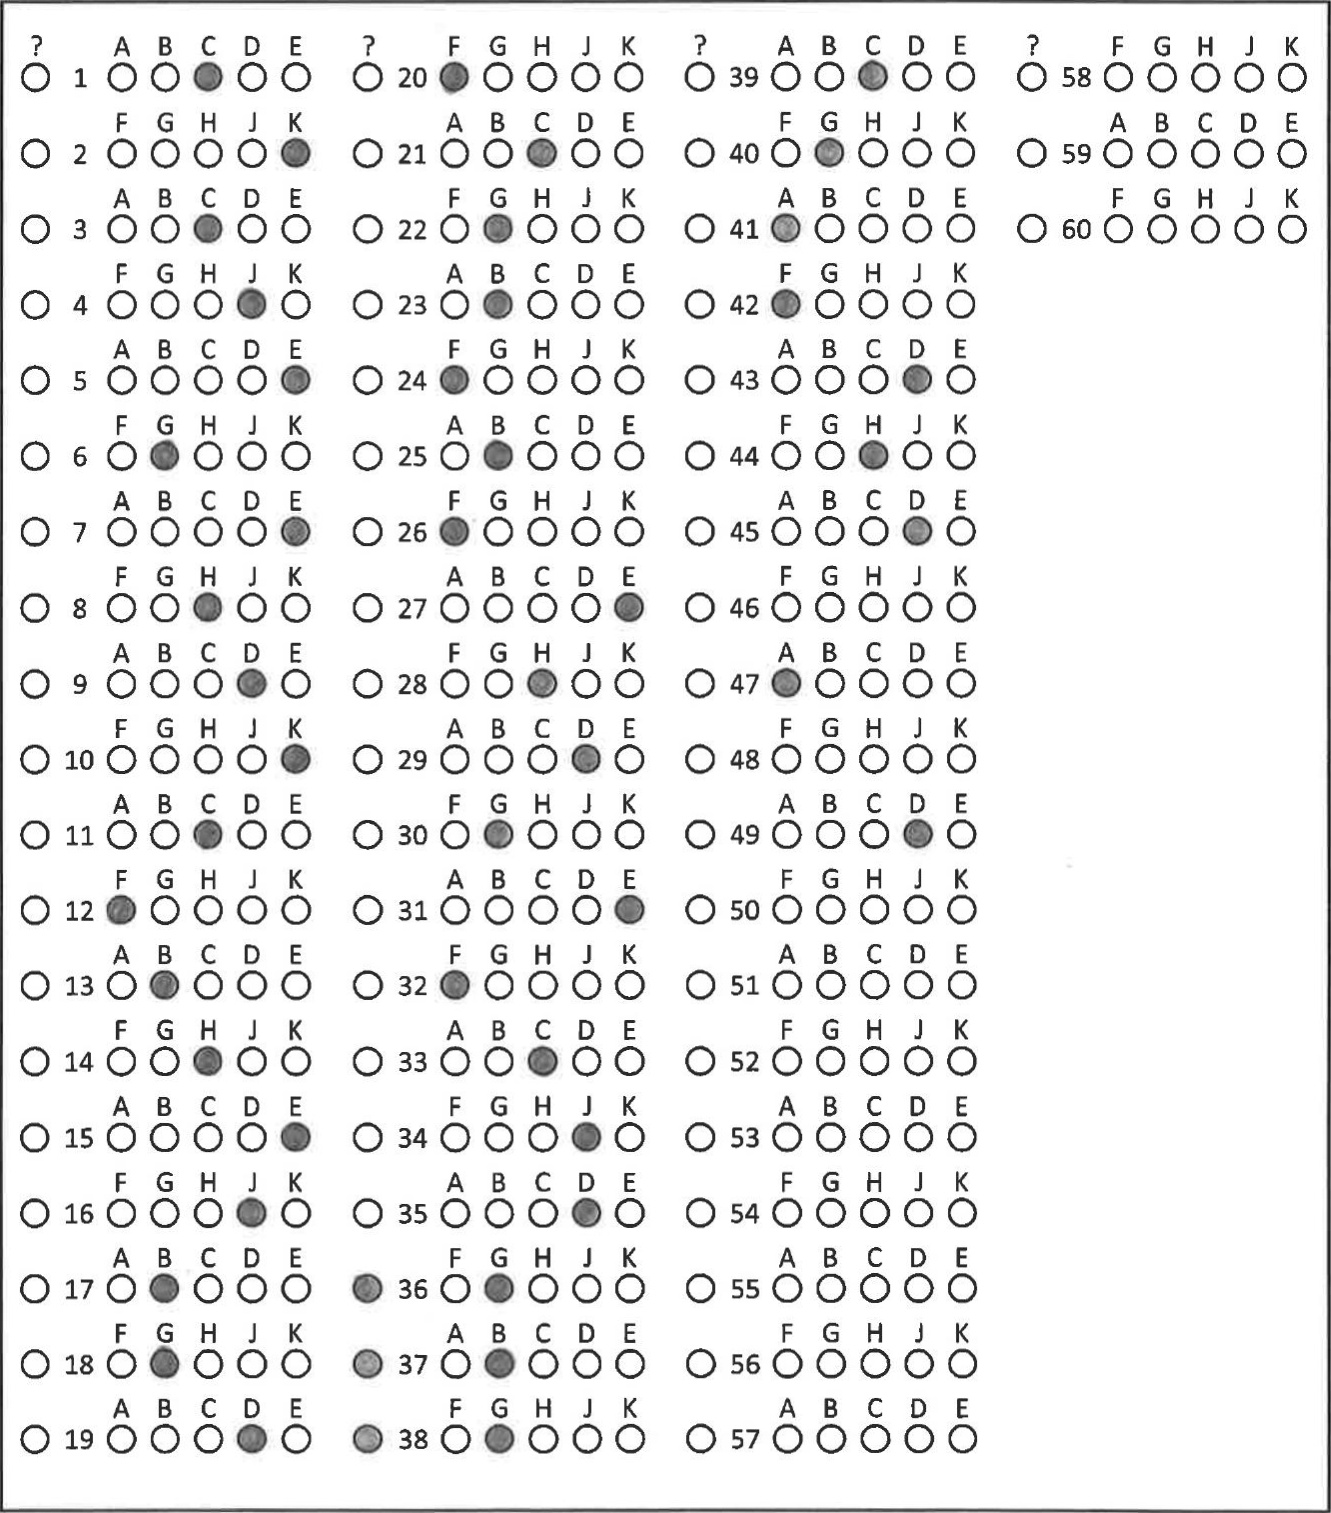 ? A B C D E ? F G H J K ? A B C D E ? F G H J K
1 20 39 58
F G H J K A B C D E F G H J K A B C D E
2 21 40 59
A B C D E F G H J K A B C D E F G H J K
3 22 41 60
F G H J K A B C D E F G H J K
4 23 42
A B C D E F G H J K A B C D E
5 24 43
F G H J K A B C D E F G H J K
6 25 44
A B C D E F G H J K A B C D E
7 26 45
F G H J K A B C D E F G H J K
8 27 46
A B C D E F G H J K A B C D E
9 28 47
F G H J K A B C D E F G H J K
10 29 48
A B C D E F G H J K A B C D E
11 30 49
F G H J K A B C D E F G H J K
12 31 50
A B C D E F G H J K A B C D E
13 32 51
F G H J K A B C D E F G H J K
14 33 52
A B C D E F G H J K A B C D E
15 34 53
F G H J K A B C D E F G H J K
16 35 54
A B C D E F G H J K A B C D E
17 36 55
F G H J K A B C D E F G H J K
18 37 56
A B C D E F G H J K A B C D E
19 38 57